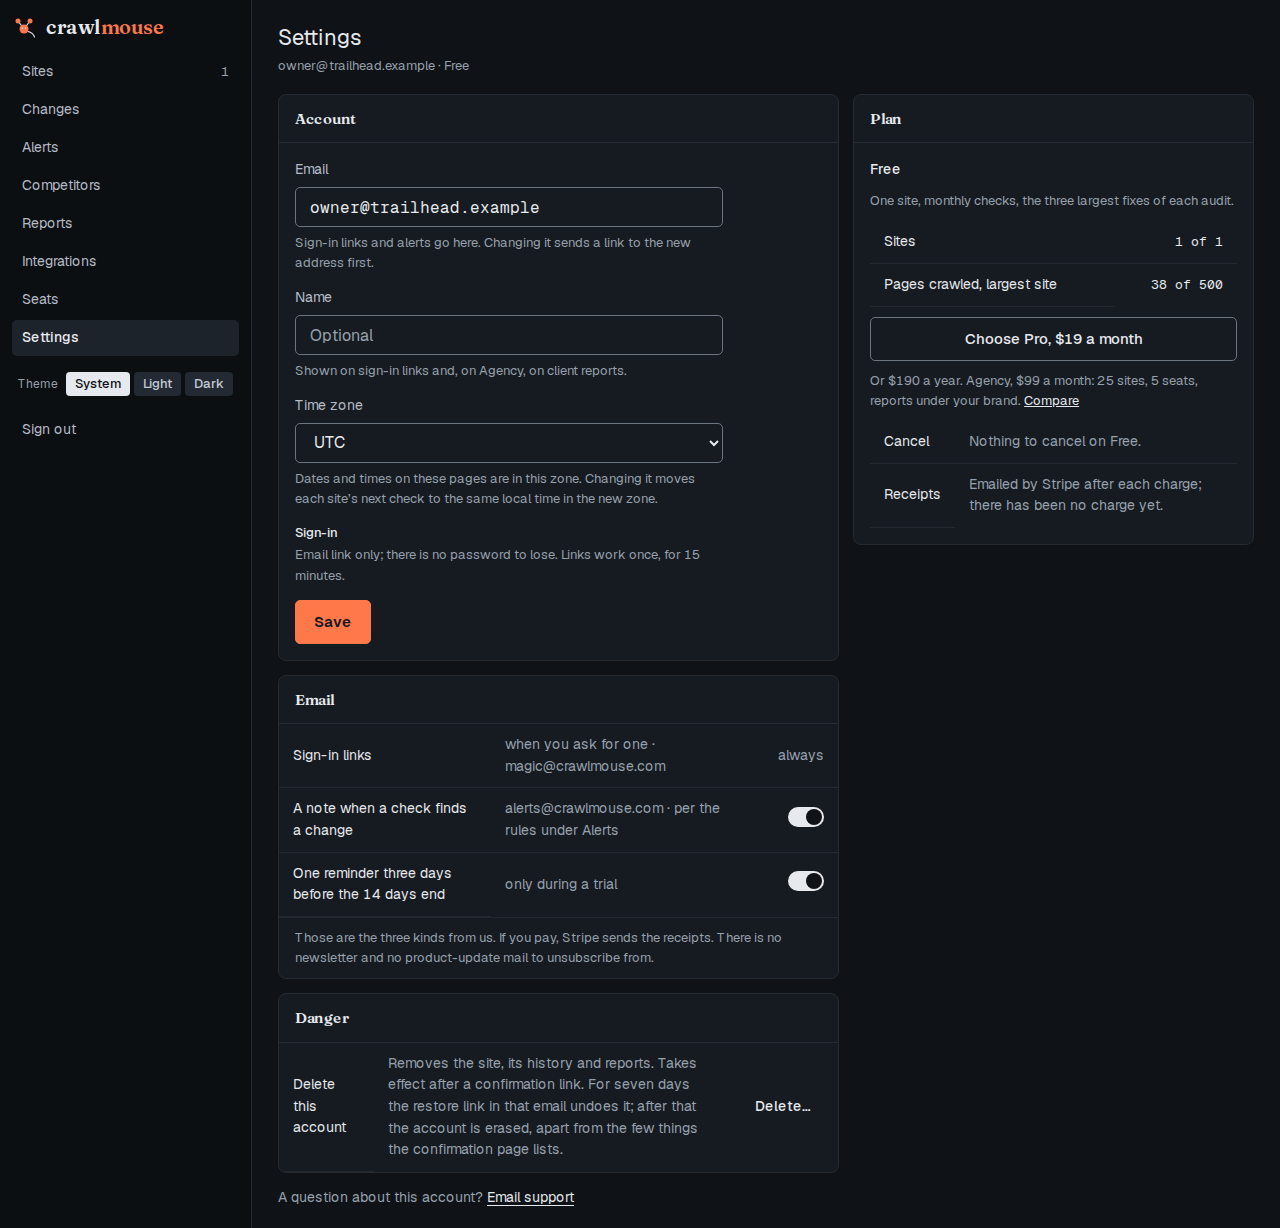 crawlmouse
Sites 1
Changes
Alerts
Competitors
Reports
Integrations
Seats
Settings
Theme System Light Dark
Sign out
Settings
owner@trailhead.example · Free
Account
Email
owner@trailhead.example
Sign-in links and alerts go here. Changing it sends a link to the new
address first.
Name
Optional
Shown on sign-in links and, on Agency, on client reports.
Time zone
UTC
Dates and times on these pages are in this zone. Changing it moves
each site's next check to the same local time in the new zone.
Sign-in
Email link only; there is no password to lose. Links work once, for 15
minutes.
Save
Email
Sign-in links
when you ask for one ·
magic@crawlmouse.com
always
A note when a check finds
a change
alerts@crawlmouse.com · per the
rules under Alerts
One reminder three days
before the 14 days end
only during a trial
Those are the three kinds from us. If you pay, Stripe sends the receipts. There is no
newsletter and no product-update mail to unsubscribe from.
Danger
Delete
this
account
Removes the site, its history and reports. Takes
effect after a confirmation link. For seven days
the restore link in that email undoes it; after that
the account is erased, apart from the few things
the confirmation page lists.
Delete…
A question about this account? Email support
Plan
Free
One site, monthly checks, the three largest fixes of each audit.
Sites 1 of 1
Pages crawled, largest site 38 of 500
Choose Pro, $19 a month
Or $190 a year. Agency, $99 a month: 25 sites, 5 seats,
reports under your brand. Compare
Cancel Nothing to cancel on Free.
Receipts
Emailed by Stripe after each charge;
there has been no charge yet.